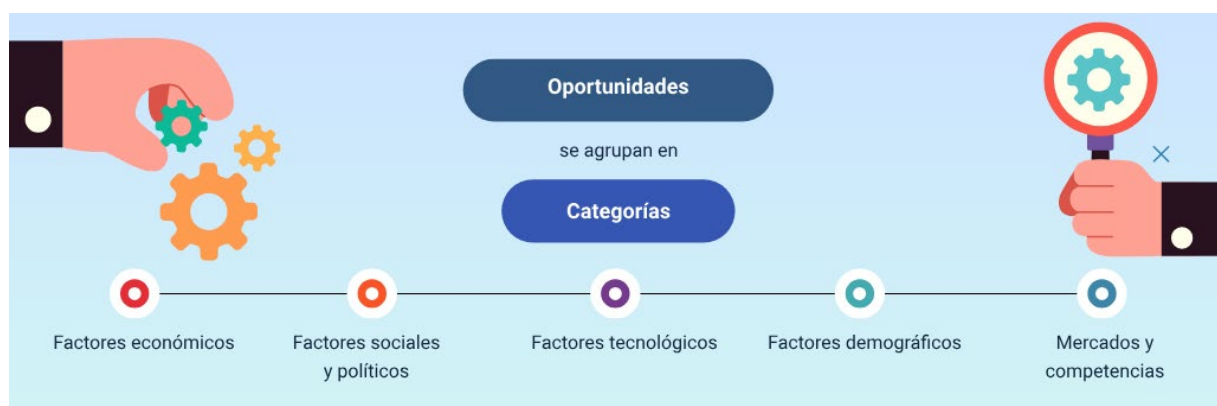 Oportunidades
se agrupan en
Categorías
Factores económicos
Factores sociales
y políticos
Factores tecnológicos
Factores demográficos
Mercados y
competencias